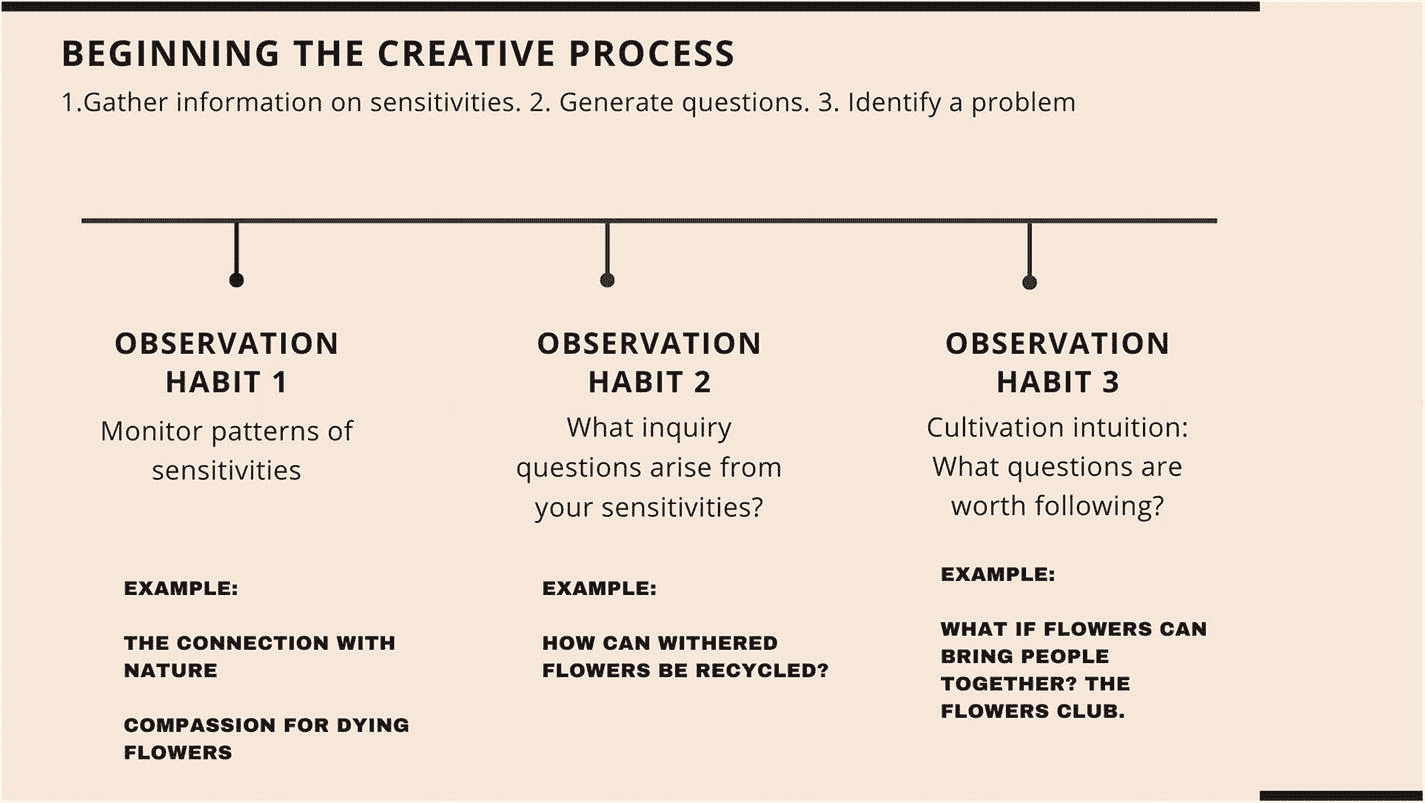 BEGINNING THE CREATIVE PROCESS
1.Gather information on sensitivities. 2. Generate questions. 3. Identify a problem
OBSERVATION
HABIT 1
Monitor patterns of
sensitivities
EXAMPLE:
THE CONNECTION WITH
NATURE
COMPASSION FOR DYING
FLOWERS
OBSERVATION
HABIT 2
What inquiry
questions arise from
your sensitivities?
EXAMPLE:
HOW CAN WITHERED
FLOWERS BE RECYCLED?
OBSERVATION
HABIT 3
Cultivation intuition:
What questions are
worth following?
EXAMPLE:
WHAT IF FLOWERS CAN
BRING PEOPLE
TOGETHER? THE
FLOWERS CLUB.